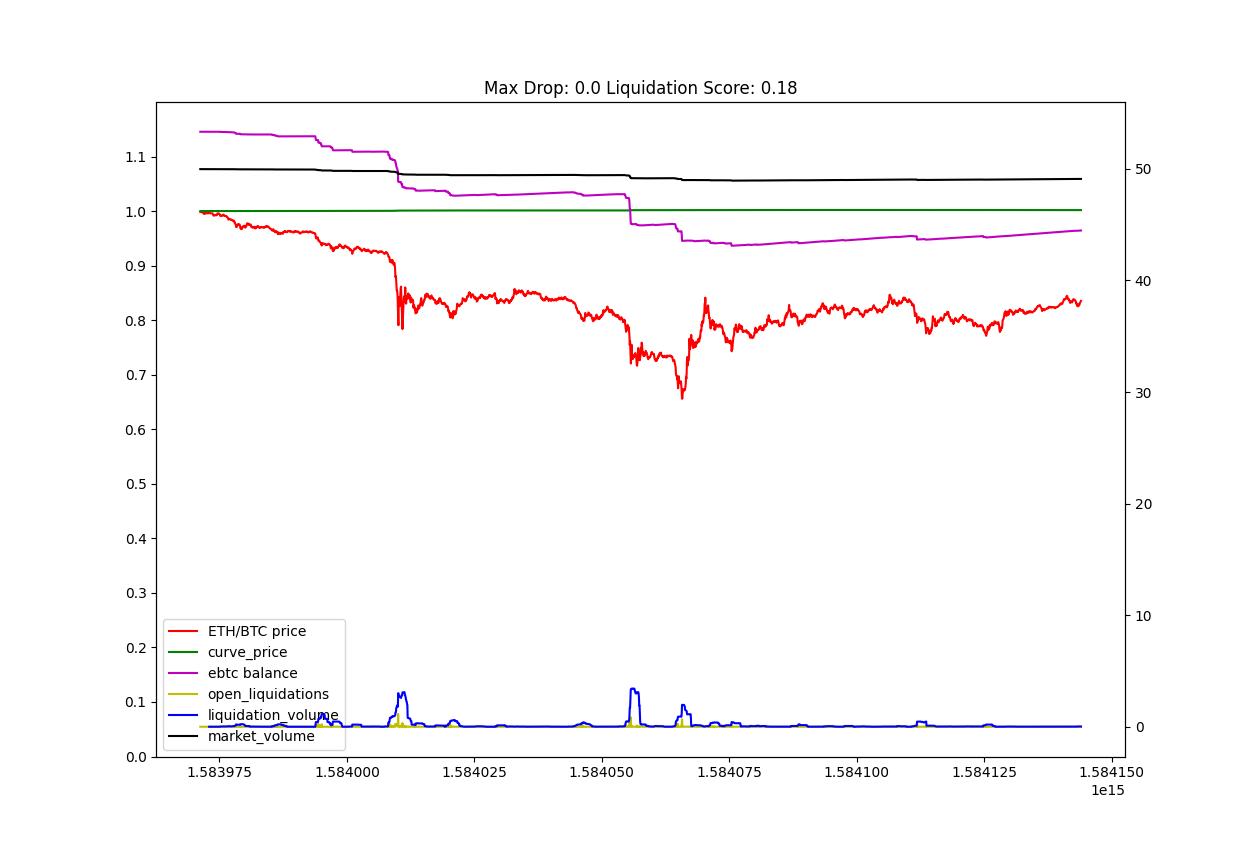 Max Drop: 0.0 Liquidation Score: 0.18
1.1
1.0
0.9
0.8
0.7
0.6
0.5
0.4
0.3
0.2
0.1
0.0
50
40
30
20
10
0
ETH/BTC price
curve_price
ebtc balance
open_liquidations
liquidation_volume
market_volume
1.583975 1.584000 1.584025 1.584050 1.584075 1.584100 1.584125 1.584150
1e15